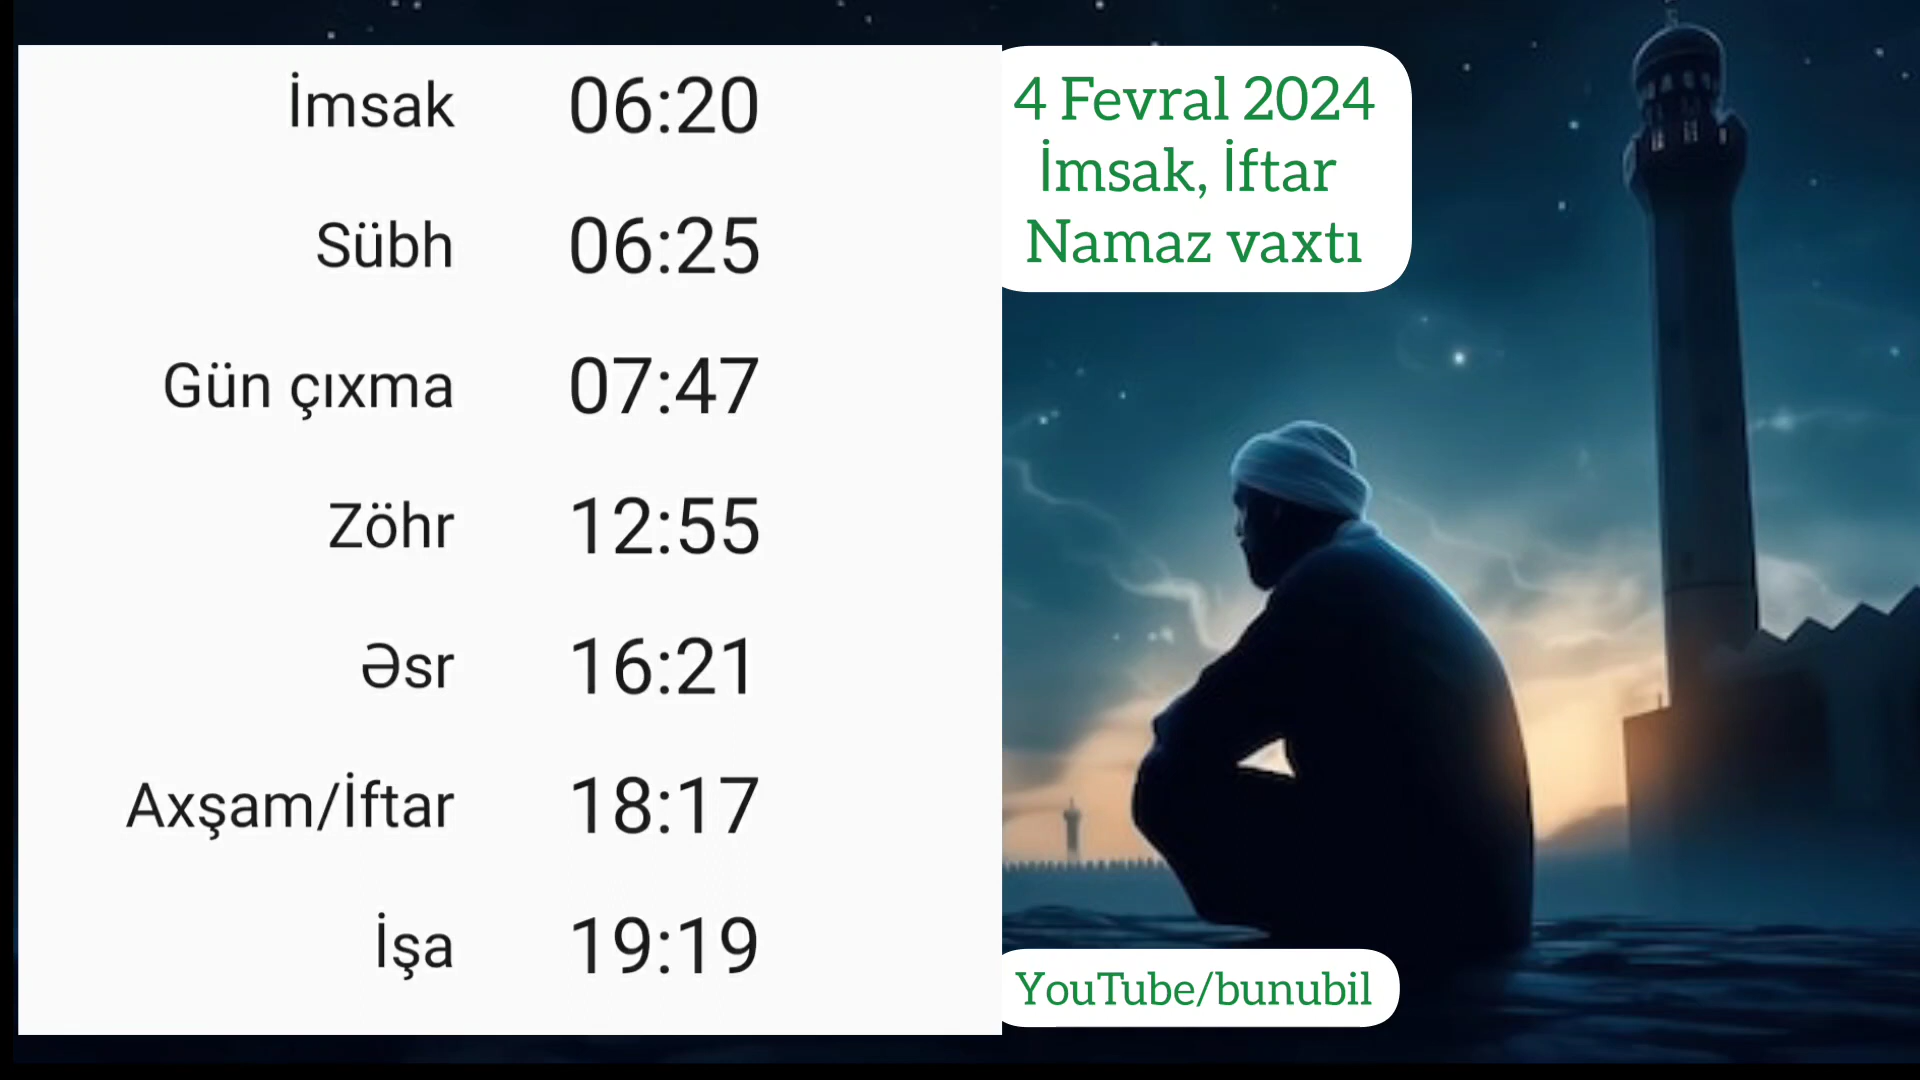 İmsak 06:20
Sübh 06:25
Gün çıxma 07:47
Zöhr 12:55
Əsr 16:21
Axşam/İftar 18:17
İşa 19:19
4 Fevral 2024
İmsak, İftar
Namaz vaxtı
YouTube/bunubil